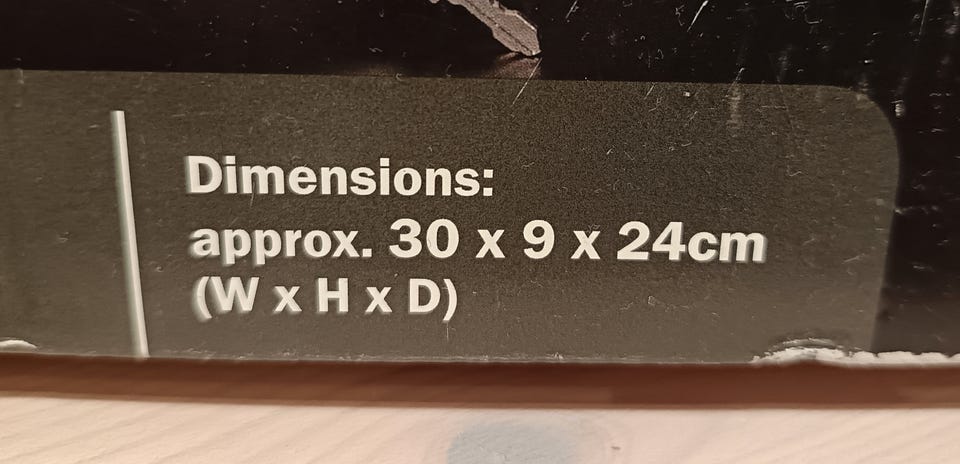 Dimensions:
approx. 30 x 9 x 24cm
(W x H x D)